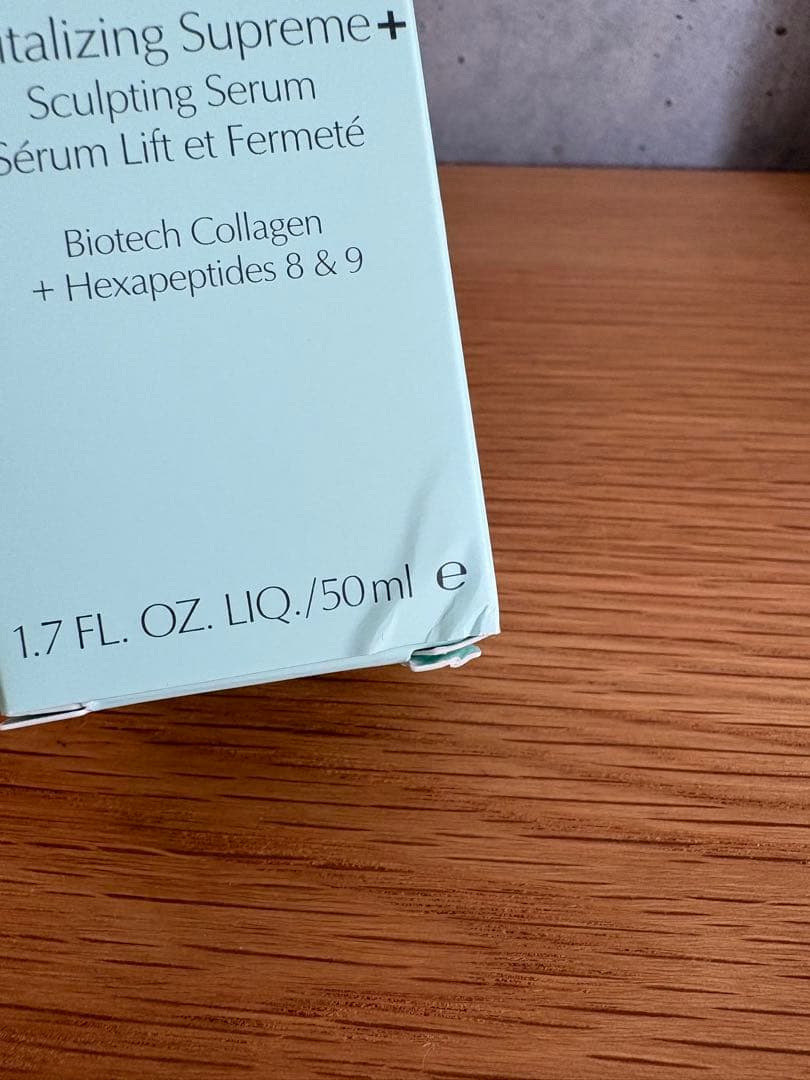 talizing Supreme+
Sculpting Serum
Sérum Lift et Fermeté
Biotech Collagen
+ Hexapeptides 8 & 9
1.7 FL. OZ. LIQ./50 ml ℮